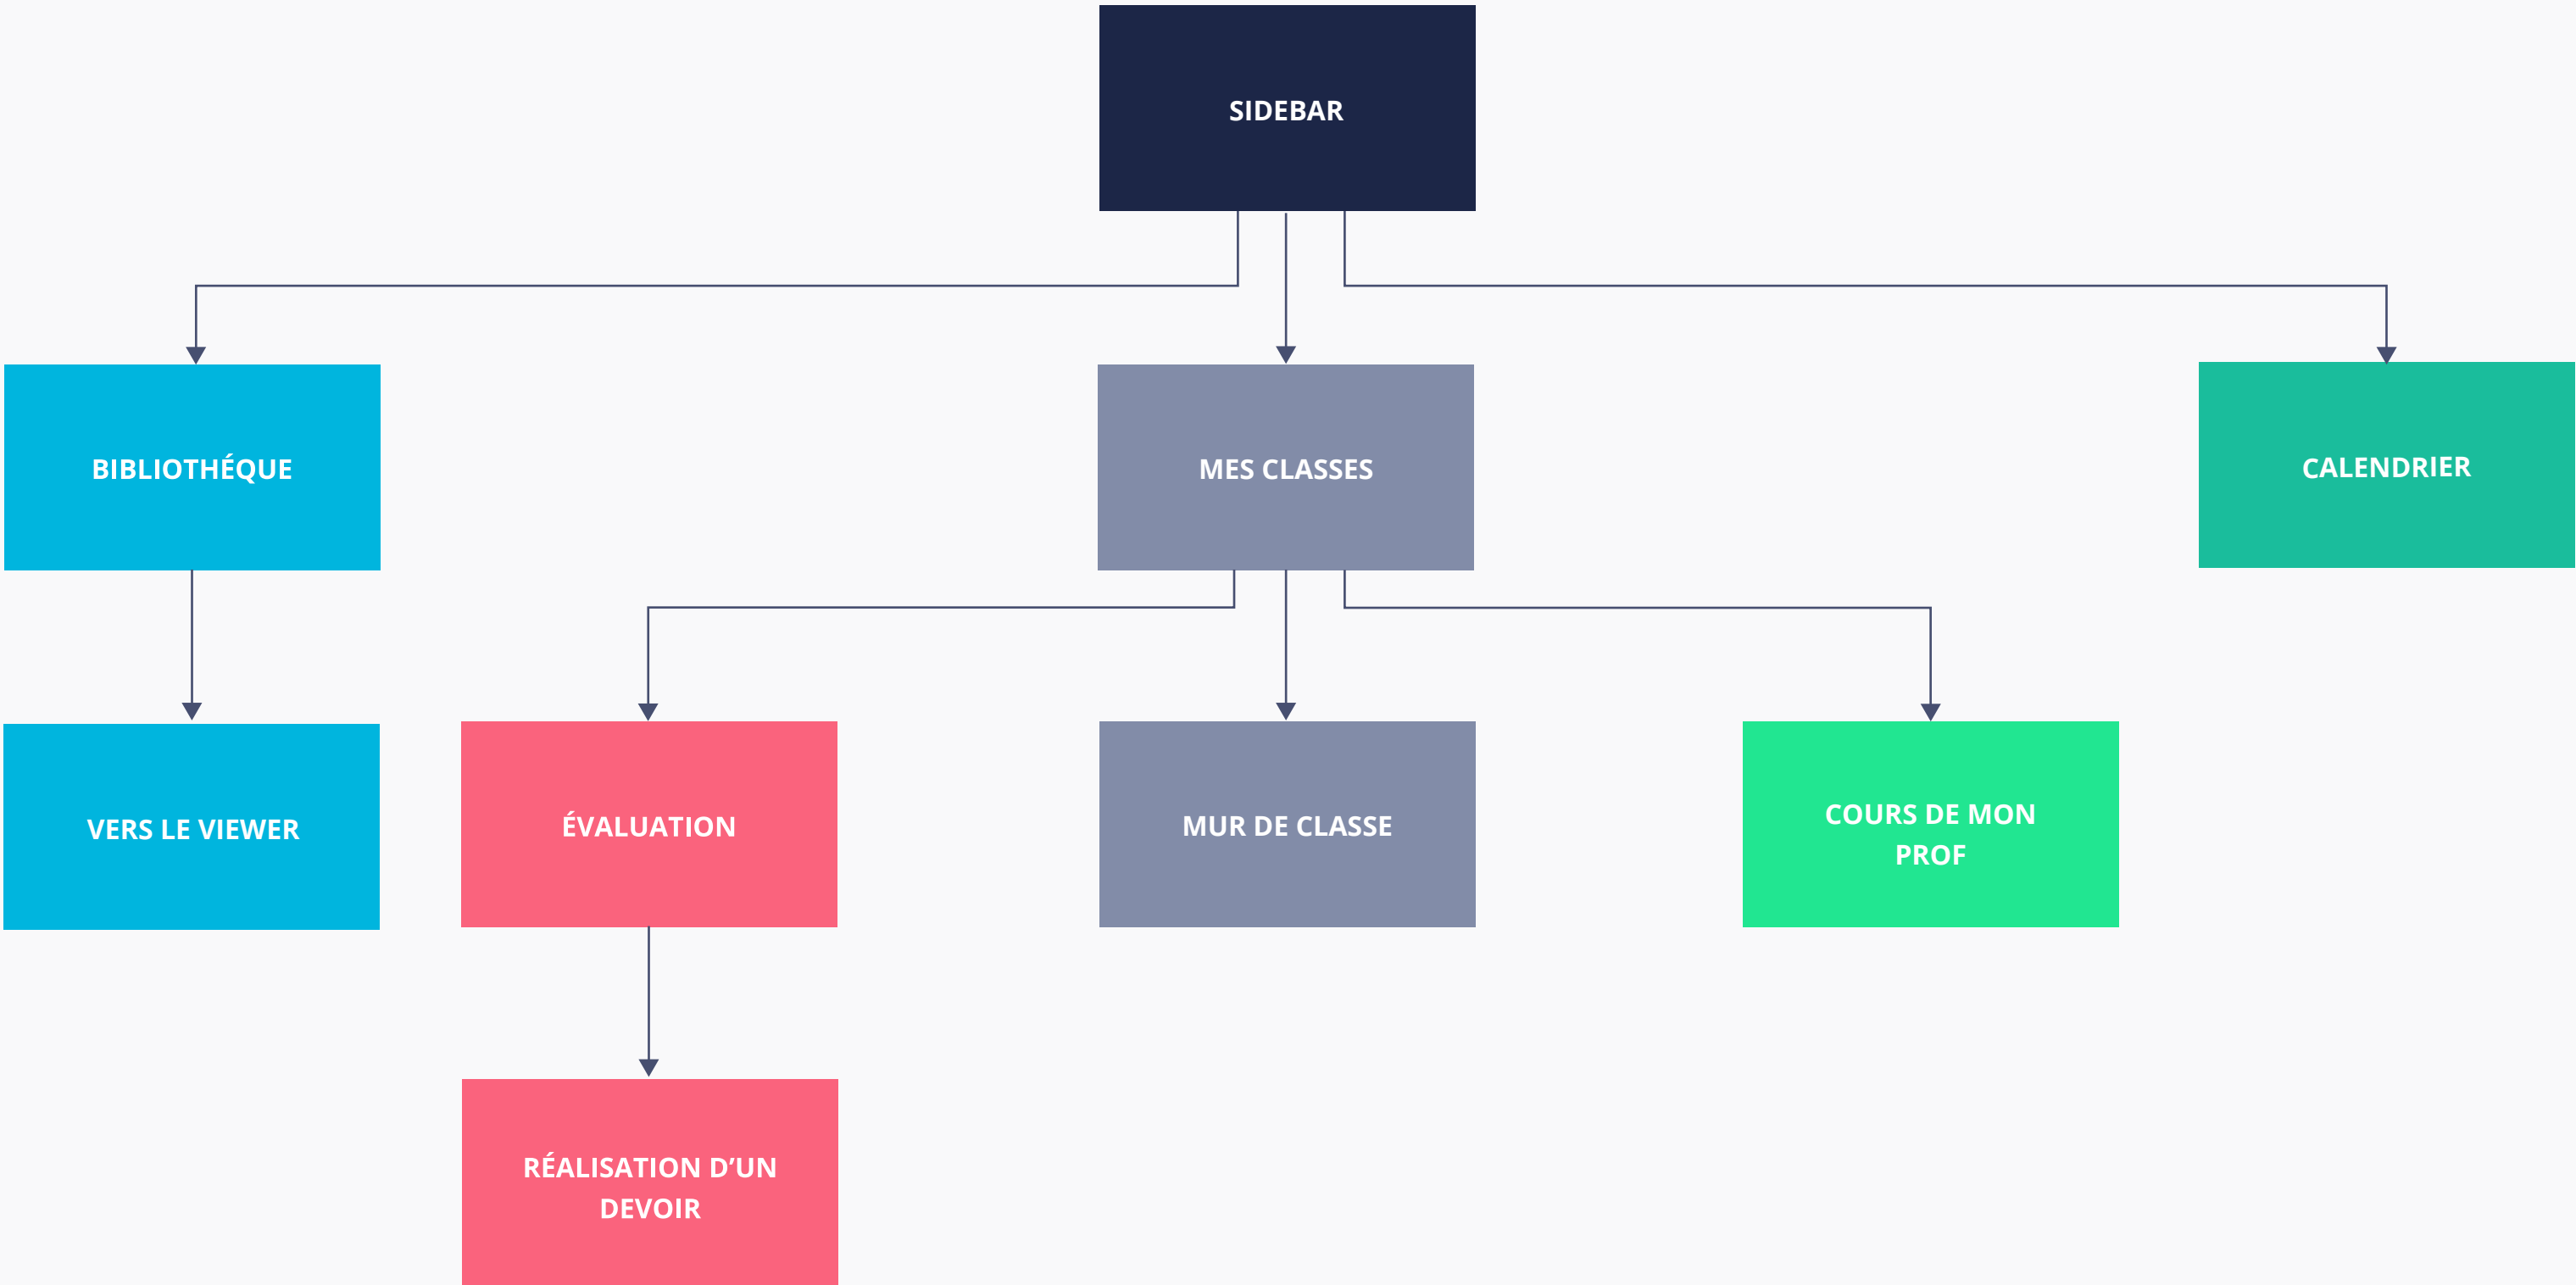 SIDEBAR
BIBLIOTHÉQUE
MES CLASSES
CALENDRIER
VERS LE VIEWER
ÉVALUATION
MUR DE CLASSE
COURS DE MON
PROF
RÉALISATION D’UN
DEVOIR